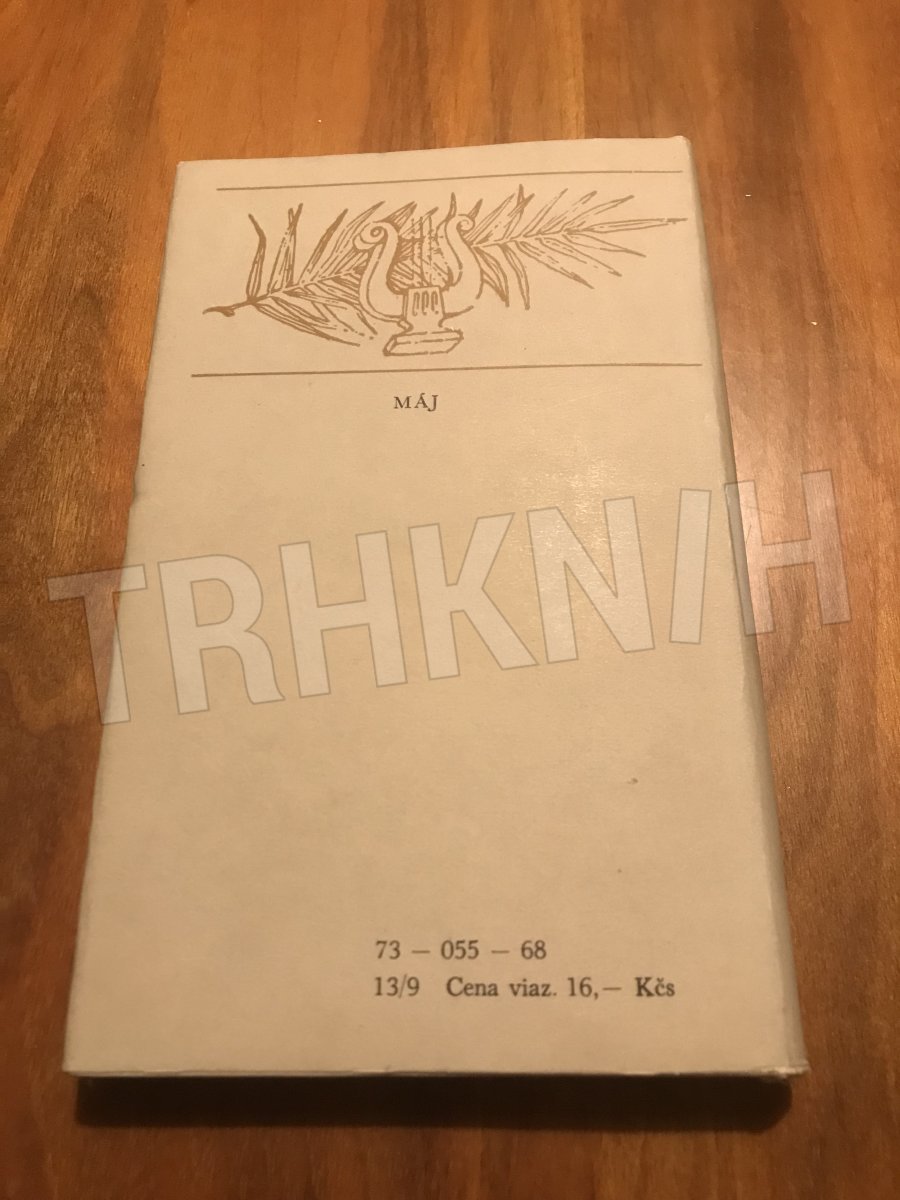 MÁJ
TRHKNIH
73 — 055 — 68
13/9 Cena viaz. 16,— Kčs